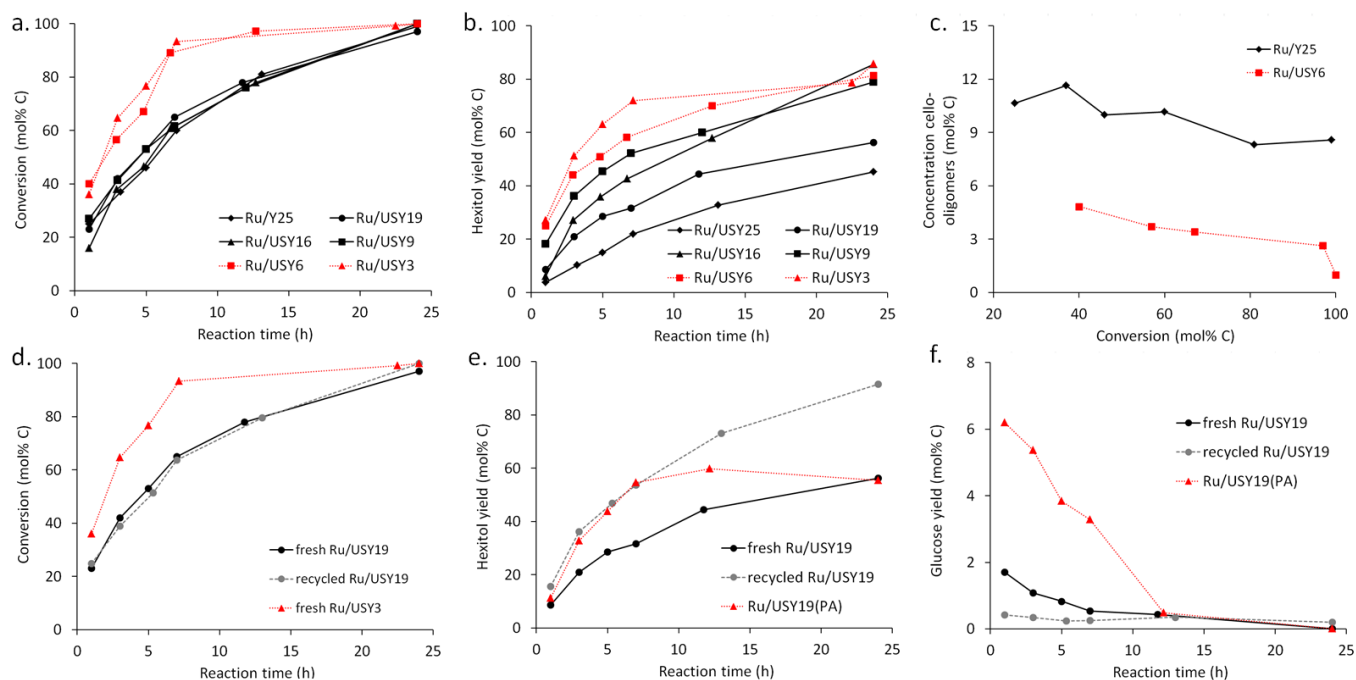 a.
Conversion (mol% C)
100
80
60
40
20
0
Ru/Y25
Ru/USY19
Ru/USY16
Ru/USY9
Ru/USY6
Ru/USY3
0
5
10
15
20
25
Reaction time (h)
b.
Hexitol yield (mol% C)
100
80
60
40
20
0
Ru/USY25
Ru/USY19
Ru/USY16
Ru/USY9
Ru/USY6
Ru/USY3
0
5
10
15
20
25
Reaction time (h)
c.
Concentration cello-
oligomers (mol% C)
15
12
9
6
3
0
Ru/Y25
Ru/USY6
20
40
60
80
100
Conversion (mol% C)
d.
Conversion (mol% C)
100
80
60
40
20
0
fresh Ru/USY19
recycled Ru/USY19
fresh Ru/USY3
0
5
10
15
20
25
Reaction time (h)
e.
Hexitol yield (mol% C)
100
80
60
40
20
0
fresh Ru/USY19
recycled Ru/USY19
Ru/USY19(PA)
0
5
10
15
20
25
Reaction time (h)
f.
Glucose yield (mol% C)
6
4
2
0
fresh Ru/USY19
recycled Ru/USY19
Ru/USY19(PA)
0
5
10
15
20
25
Reaction time (h)